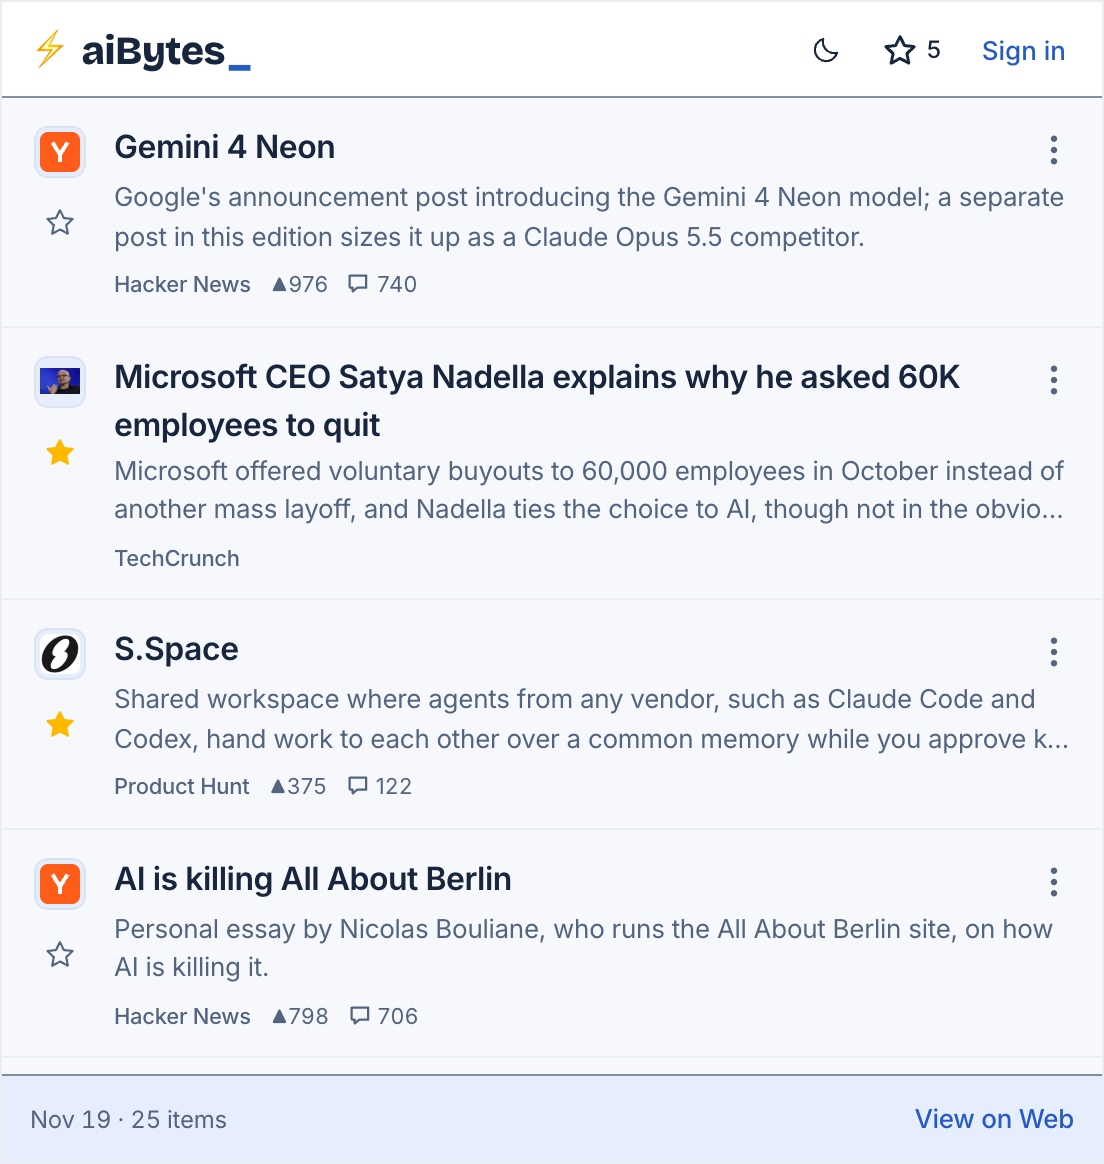 aiBytes_
5
Sign in
Gemini 4 Neon
Google's announcement post introducing the Gemini 4 Neon model; a separate
post in this edition sizes it up as a Claude Opus 5.5 competitor.
Hacker News ▲976 740
Microsoft CEO Satya Nadella explains why he asked 60K
employees to quit
Microsoft offered voluntary buyouts to 60,000 employees in October instead of
another mass layoff, and Nadella ties the choice to AI, though not in the obvio...
TechCrunch
S.Space
Shared workspace where agents from any vendor, such as Claude Code and
Codex, hand work to each other over a common memory while you approve k...
Product Hunt ▲375 122
AI is killing All About Berlin
Personal essay by Nicolas Bouliane, who runs the All About Berlin site, on how
AI is killing it.
Hacker News ▲798 706
Nov 19 · 25 items
View on Web